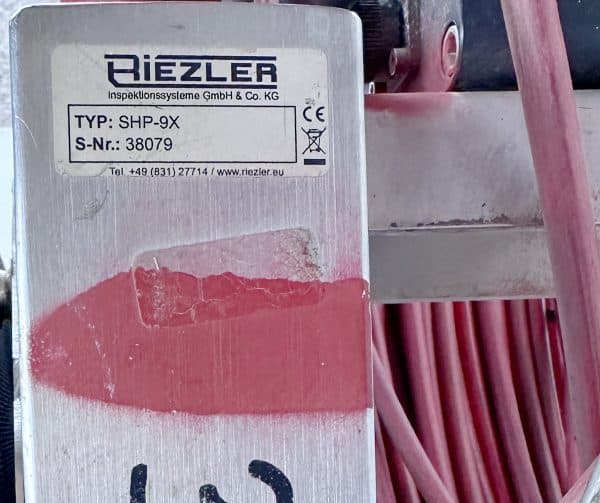 RIEZLER
Inspektionssysteme GmbH & Co. KG
TYP: SHP-9X
S-Nr.: 38079
CE
Tel. +49 (831) 27714 / www.riezler.eu